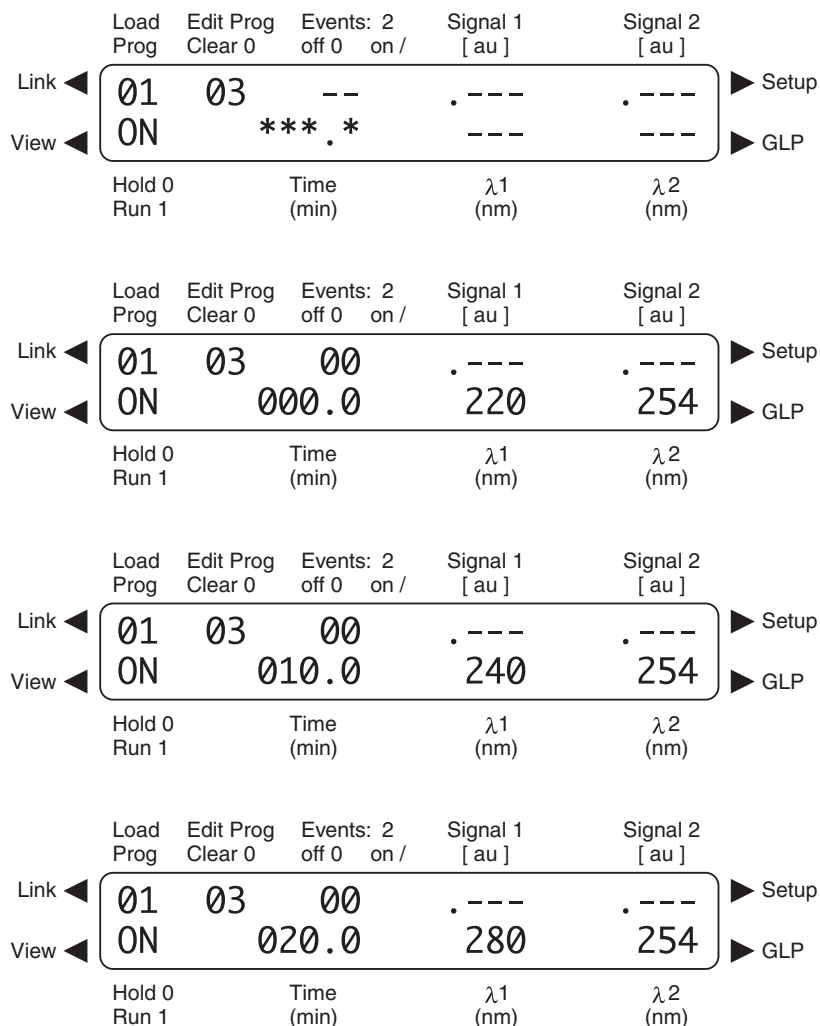 Load Edit Prog Events: 2 Signal 1 Signal 2
Prog Clear 0 off 0 on / [ au ] [ au ]
Link 01 03 -- .--- .--- Setup
View ON ***.* --- --- GLP
Hold 0 Time λ1 λ2
Run 1 (min) (nm) (nm)
Load Edit Prog Events: 2 Signal 1 Signal 2
Prog Clear 0 off 0 on / [ au ] [ au ]
Link 01 03 00 .--- .--- Setup
View ON 000.0 220 254 GLP
Hold 0 Time λ1 λ2
Run 1 (min) (nm) (nm)
Load Edit Prog Events: 2 Signal 1 Signal 2
Prog Clear 0 off 0 on / [ au ] [ au ]
Link 01 03 00 .--- .--- Setup
View ON 010.0 240 254 GLP
Hold 0 Time λ1 λ2
Run 1 (min) (nm) (nm)
Load Edit Prog Events: 2 Signal 1 Signal 2
Prog Clear 0 off 0 on / [ au ] [ au ]
Link 01 03 00 .--- .--- Setup
View ON 020.0 280 254 GLP
Hold 0 Time λ1 λ2
Run 1 (min) (nm) (nm)